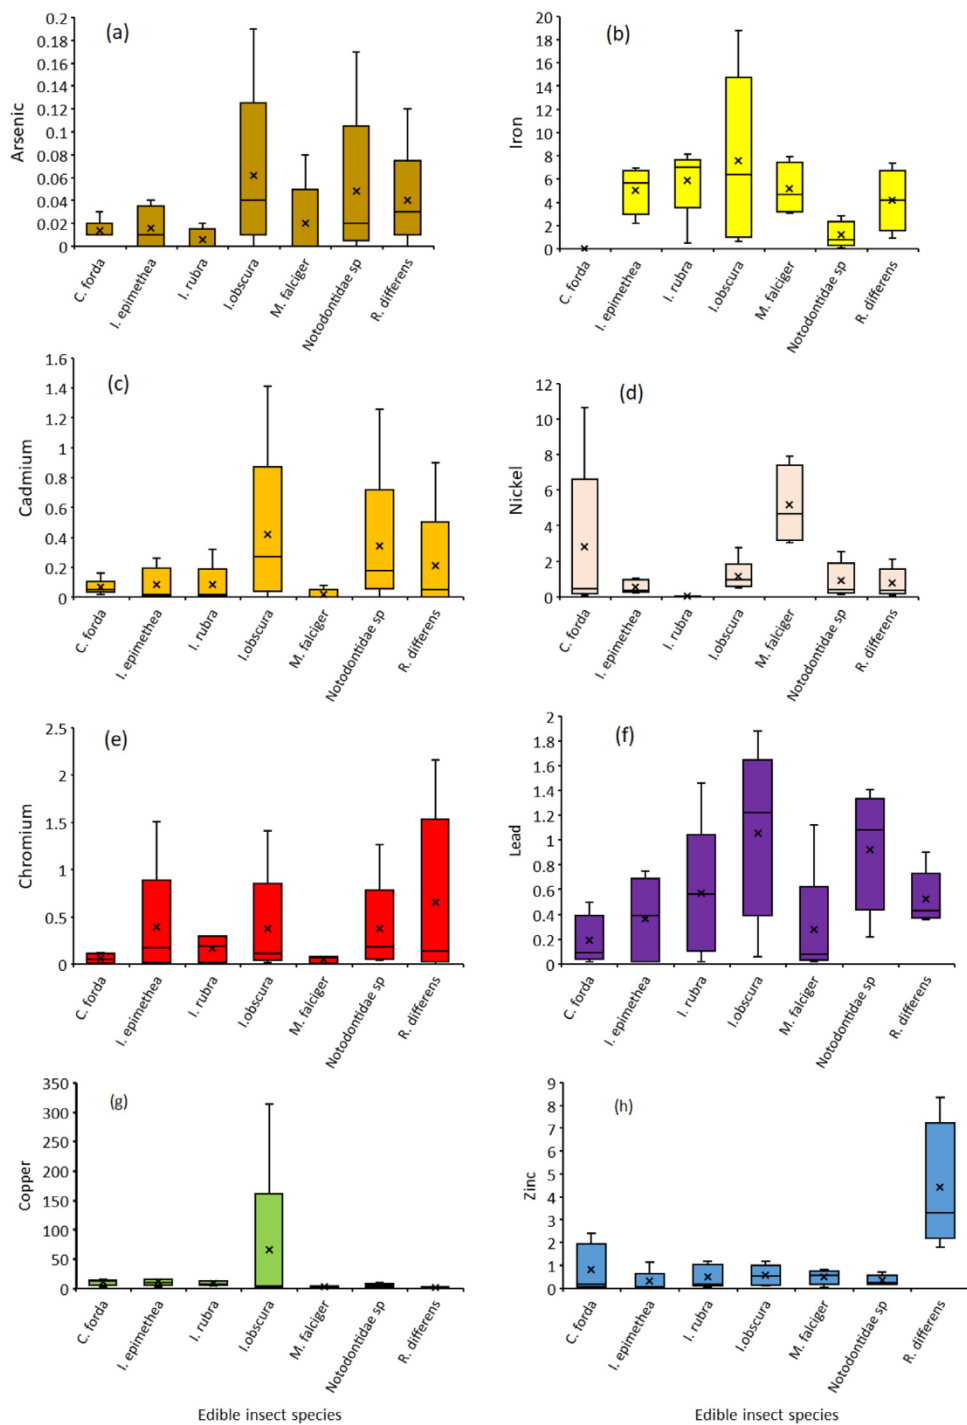 (a)
Arsenic
0.2
0.18
0.16
0.14
0.12
0.1
0.08
0.06
0.04
0.02
0
C. forda
I. epimethea
I. rubra
I.obscura
M. falciger
Notodontidae sp
R. differens
(b)
Iron
20
18
16
14
12
10
8
6
4
2
0
C. forda
I. epimethea
I. rubra
I.obscura
M. falciger
Notodontidae sp
R. differens
(c)
Cadmium
1.6
1.4
1.2
1
0.8
0.6
0.4
0.2
0
C. forda
I. epimethea
I. rubra
I.obscura
M. falciger
Notodontidae sp
R. differens
(d)
Nickel
12
10
8
6
4
2
0
C. forda
I. epimethea
I. rubra
I.obscura
M. falciger
Notodontidae sp
R. differens
(e)
Chromium
2.5
2
1.5
1
0.5
0
C. forda
I. epimethea
I. rubra
I.obscura
M. falciger
Notodontidae sp
R. differens
(f)
Lead
2
1.8
1.6
1.4
1.2
1
0.8
0.6
0.4
0.2
0
C. forda
I. epimethea
I. rubra
I.obscura
M. falciger
Notodontidae sp
R. differens
(g)
Copper
350
300
250
200
150
100
50
0
C. forda
I. epimethea
I. rubra
I.obscura
M. falciger
Notodontidae sp
R. differens
Edible insect species
(h)
Zinc
9
8
7
6
5
4
3
2
1
0
C. forda
I. epimethea
I. rubra
I.obscura
M. falciger
Notodontidae sp
R. differens
Edible insect species